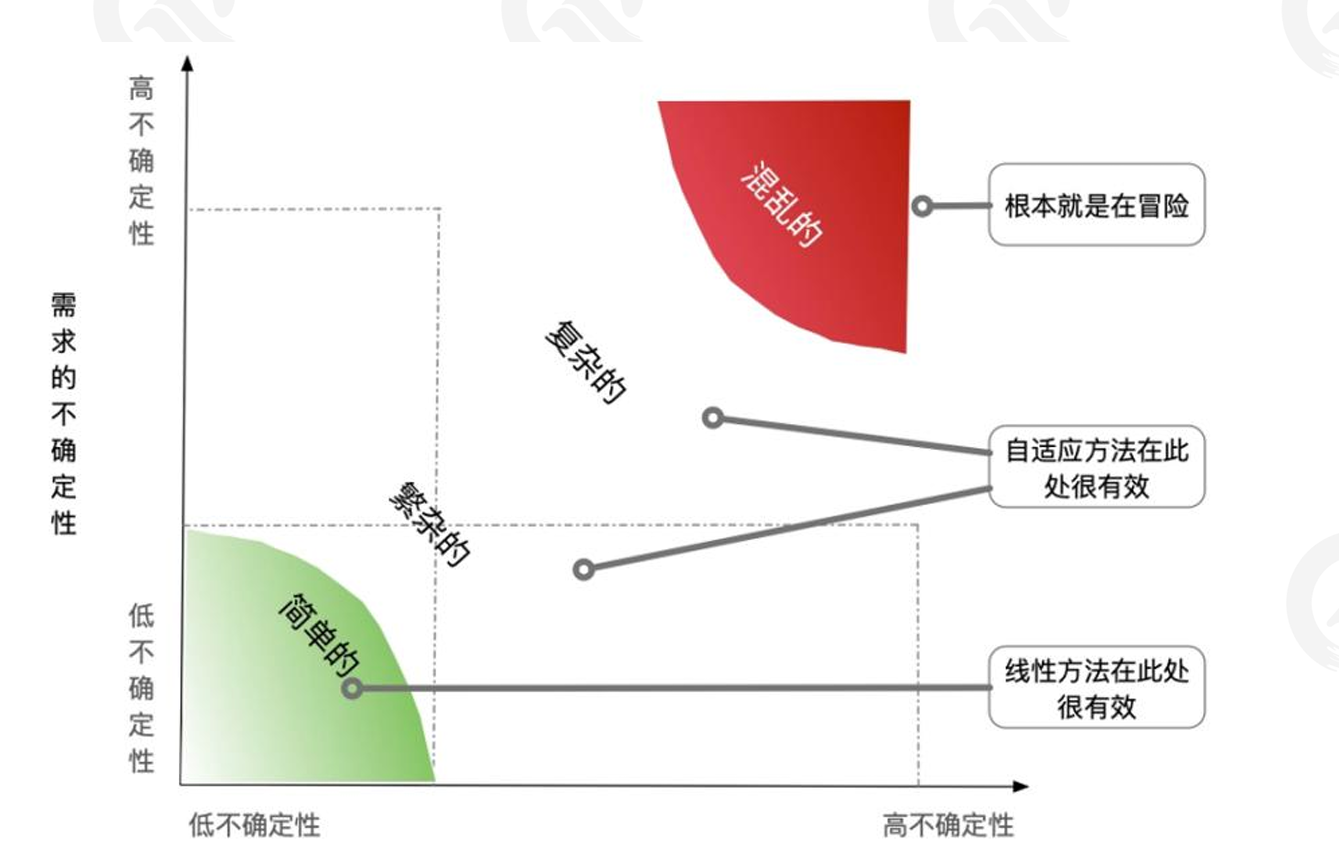 高不确定性
需求的不确定性
低不确定性
混乱的
复杂的
繁杂的
简单的
根本就是在冒险
自适应方法在此
处很有效
线性方法在此处
很有效
低不确定性
高不确定性